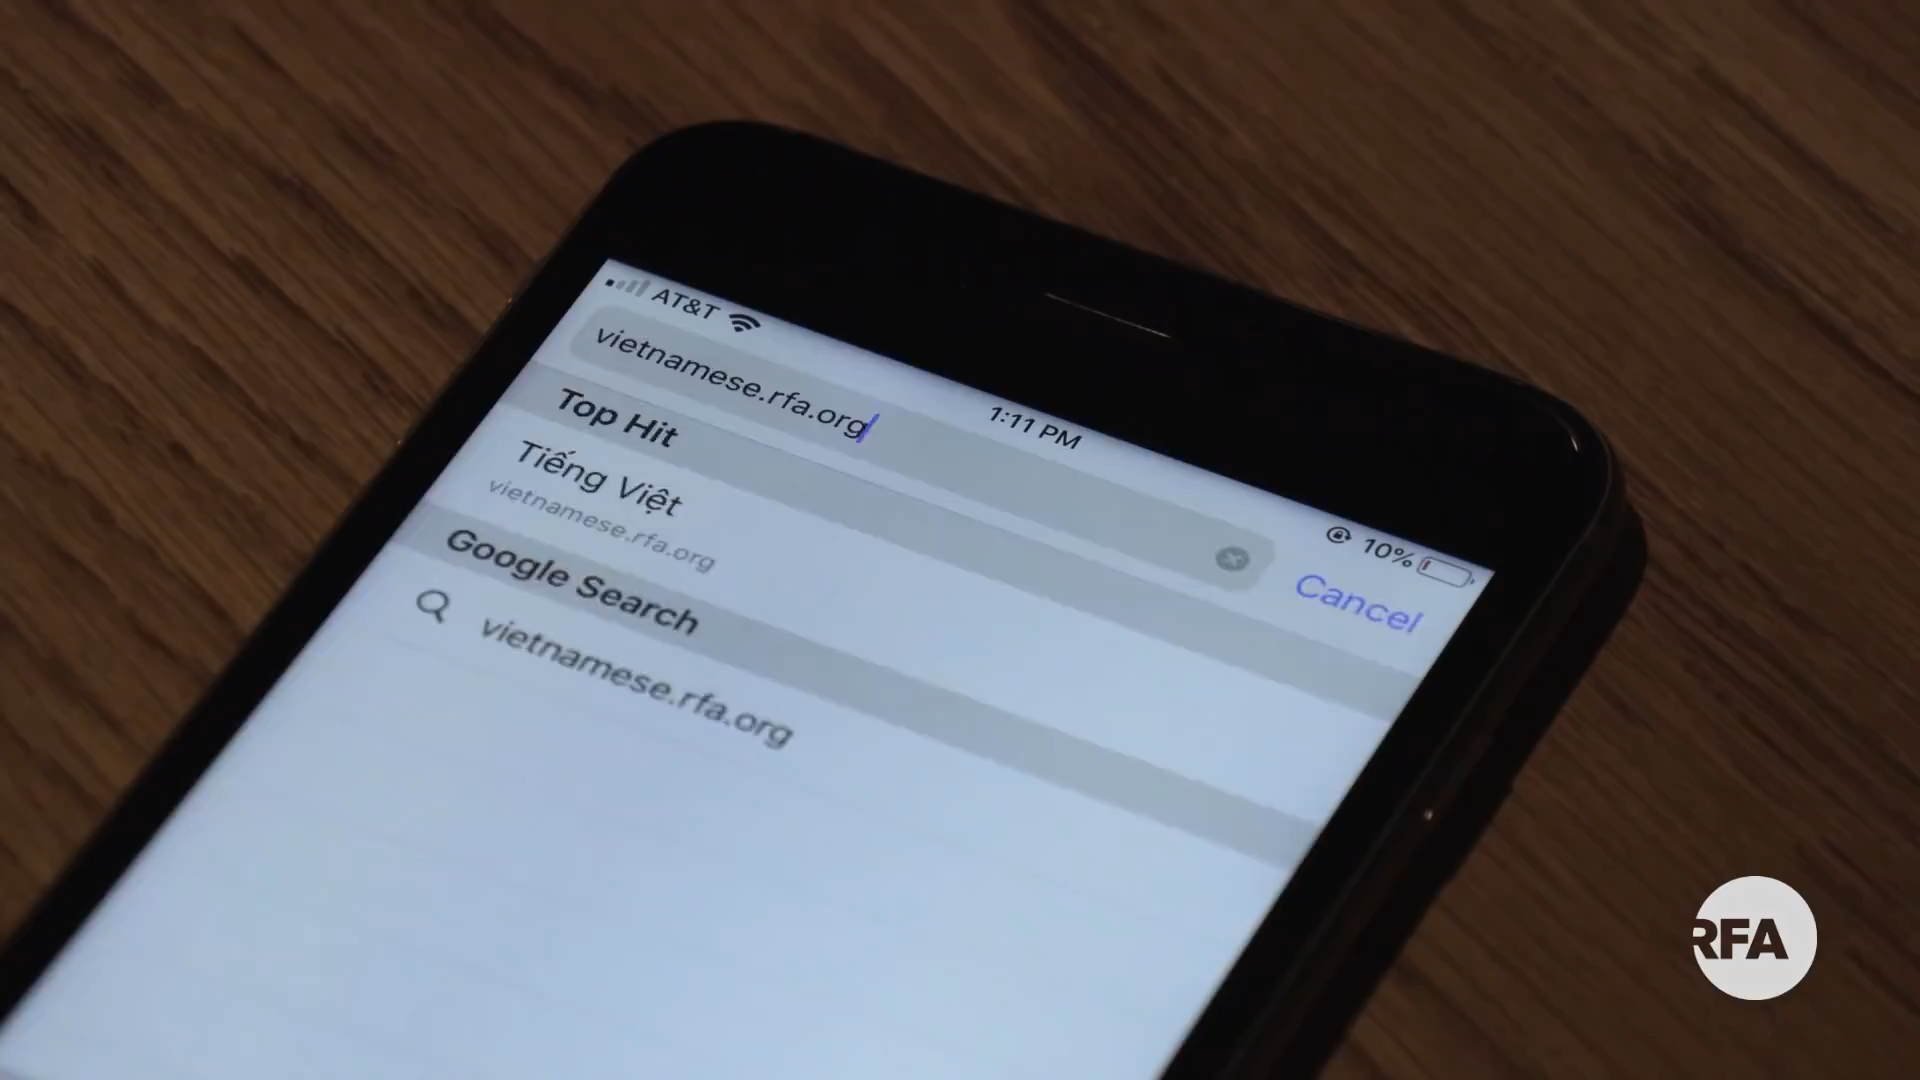 AT&T
1:11 PM
10%
vietnamese.rfa.org
Cancel
Top Hit
Tiếng Việt
vietnamese.rfa.org
Google Search
vietnamese.rfa.org
RFA